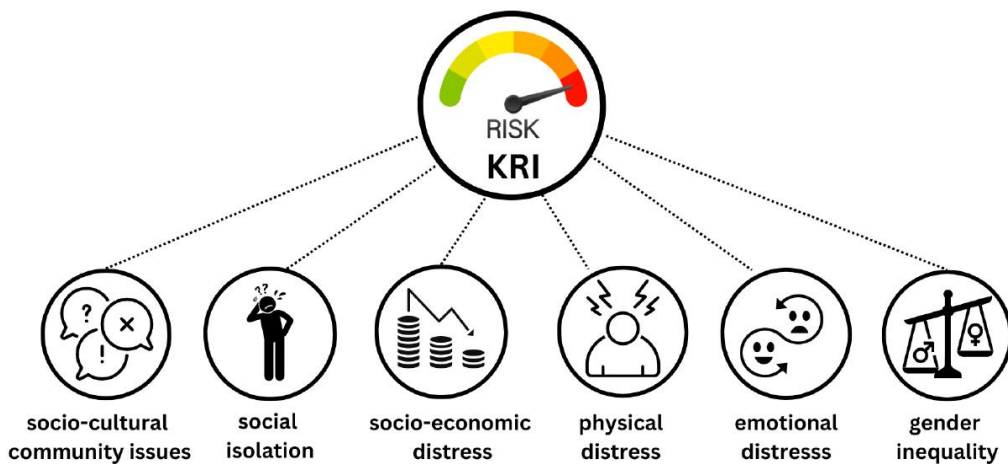 RISK
KRI
? × !
??
socio-cultural
community issues
social
isolation
socio-economic
distress
physical
distress
emotional
distresss
gender
inequality